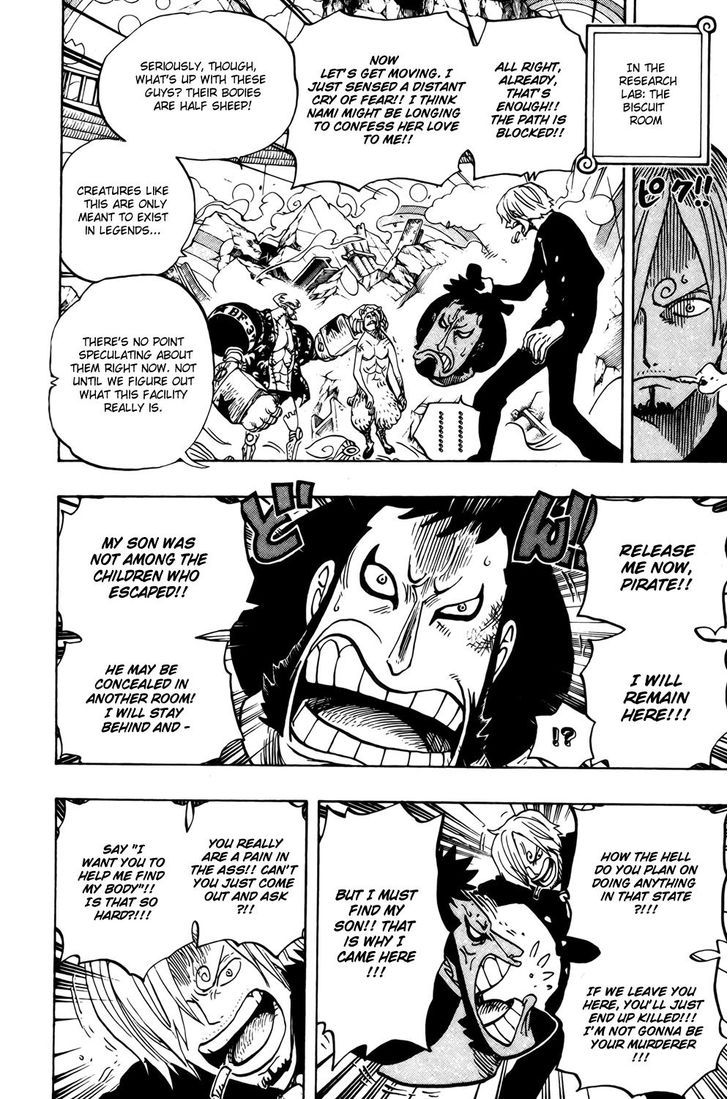 IN THE
RESEARCH
LAB: THE
BISCUIT
ROOM
ピク!!
ALL RIGHT,
ALREADY,
THAT'S
ENOUGH!!
THE PATH IS
BLOCKED!!
NOW
LET'S GET MOVING. I
JUST SENSED A DISTANT
CRY OF FEAR!! I THINK
NAMI MIGHT BE LONGING
TO CONFESS HER LOVE
TO ME!!
SERIOUSLY, THOUGH,
WHAT'S UP WITH THESE
GUYS? THEIR BODIES
ARE HALF SHEEP!
CREATURES LIKE
THIS ARE ONLY
MEANT TO EXIST
IN LEGENDS...
THERE'S NO POINT
SPECULATING ABOUT
THEM RIGHT NOW. NOT
UNTIL WE FIGURE OUT
WHAT THIS FACILITY
REALLY IS.
BF-3
どん!!
RELEASE
ME NOW,
PIRATE!!
I WILL
REMAIN
HERE!!!
!?
MY SON WAS
NOT AMONG THE
CHILDREN WHO
ESCAPED!!
HE MAY BE
CONCEALED IN
ANOTHER ROOM!
I WILL STAY
BEHIND AND -
HOW THE HELL
DO YOU PLAN ON
DOING ANYTHING
IN THAT STATE
?!!!
IF WE LEAVE YOU
HERE, YOU'LL JUST
END UP KILLED!!!
I'M NOT GONNA
BE YOUR
MURDERER
!!!
BUT I MUST
FIND MY
SON!! THAT
IS WHY I
CAME HERE
!!!
YOU REALLY
ARE A PAIN IN
THE ASS!! CAN'T
YOU JUST COME
OUT AND ASK
?!!
SAY "I
WANT YOU TO
HELP ME FIND
MY BODY"!!
IS THAT SO
HARD?!!!